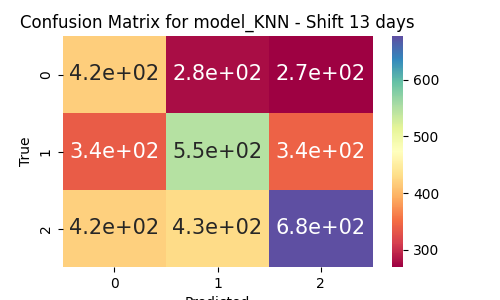 Confusion Matrix for model_KNN - Shift 13 days
0 4.2e+02 2.8e+02 2.7e+02
1 3.4e+02 5.5e+02 3.4e+02
2 4.2e+02 4.3e+02 6.8e+02
0 1 2
True
Predicted
600
500
400
300